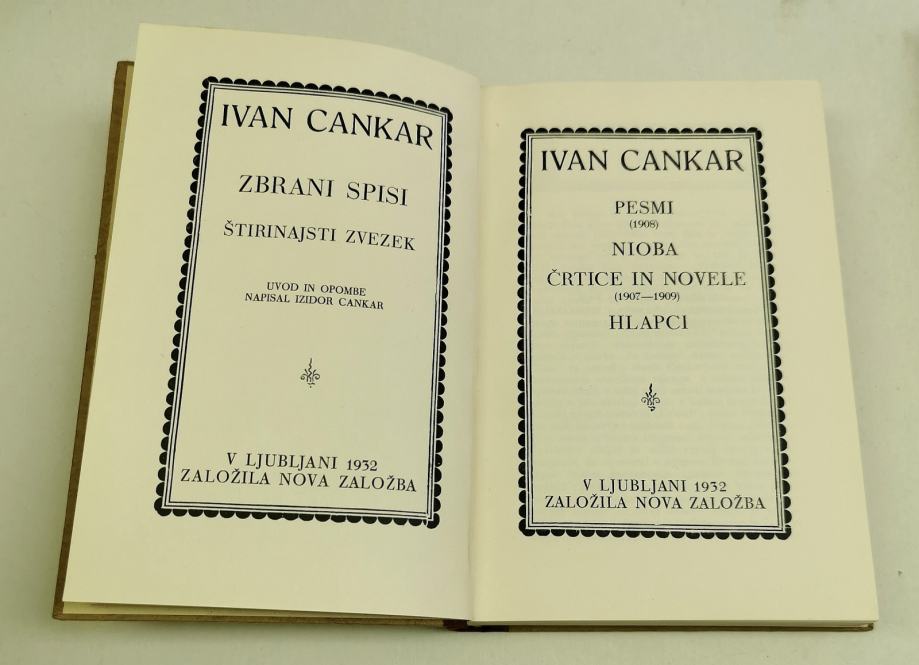 IVAN CANKAR
ZBRANI SPISI
ŠTIRINAJSTI ZVEZEK
UVOD IN OPOMBE
NAPISAL IZIDOR CANKAR
V LJUBLJANI 1932
ZALOŽILA NOVA ZALOŽBA
IVAN CANKAR
PESMI
(1908)
NIOBA
ČRTICE IN NOVELE
(1907—1909)
HLAPCI
V LJUBLJANI 1932
ZALOŽILA NOVA ZALOŽBA